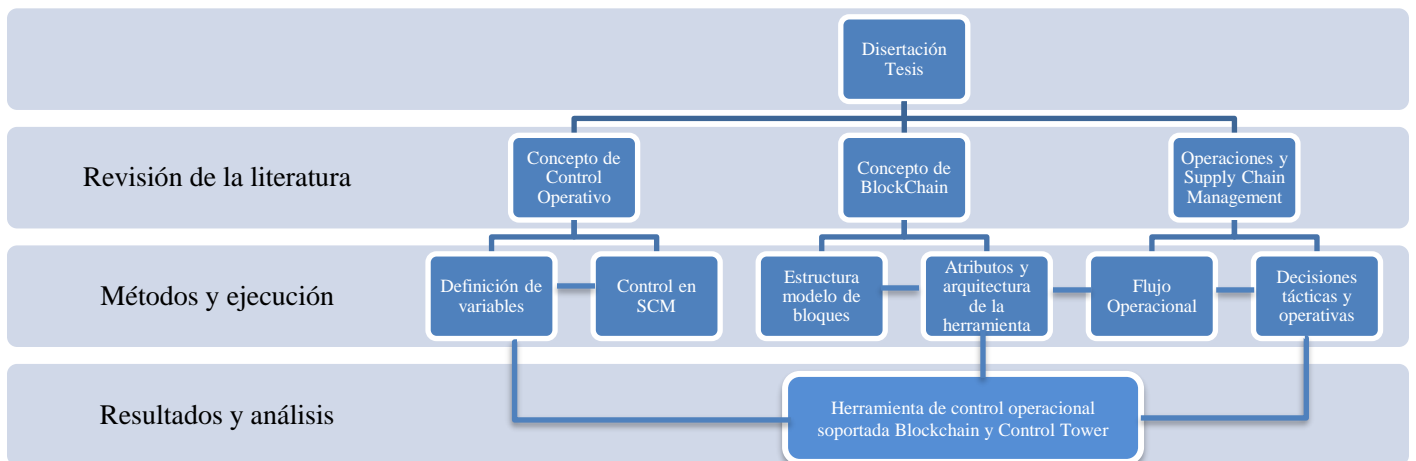 Disertación
Tesis
Revisión de la literatura
Concepto de
Control
Operativo
Concepto de
BlockChain
Operaciones y
Supply Chain
Management
Métodos y ejecución
Definición de
variables
Control en
SCM
Estructura
modelo de
bloques
Atributos y
arquitectura
de la
herramienta
Flujo
Operacional
Decisiones
tácticas y
operativas
Resultados y análisis
Herramienta de control operacional
soportada Blockchain y Control Tower